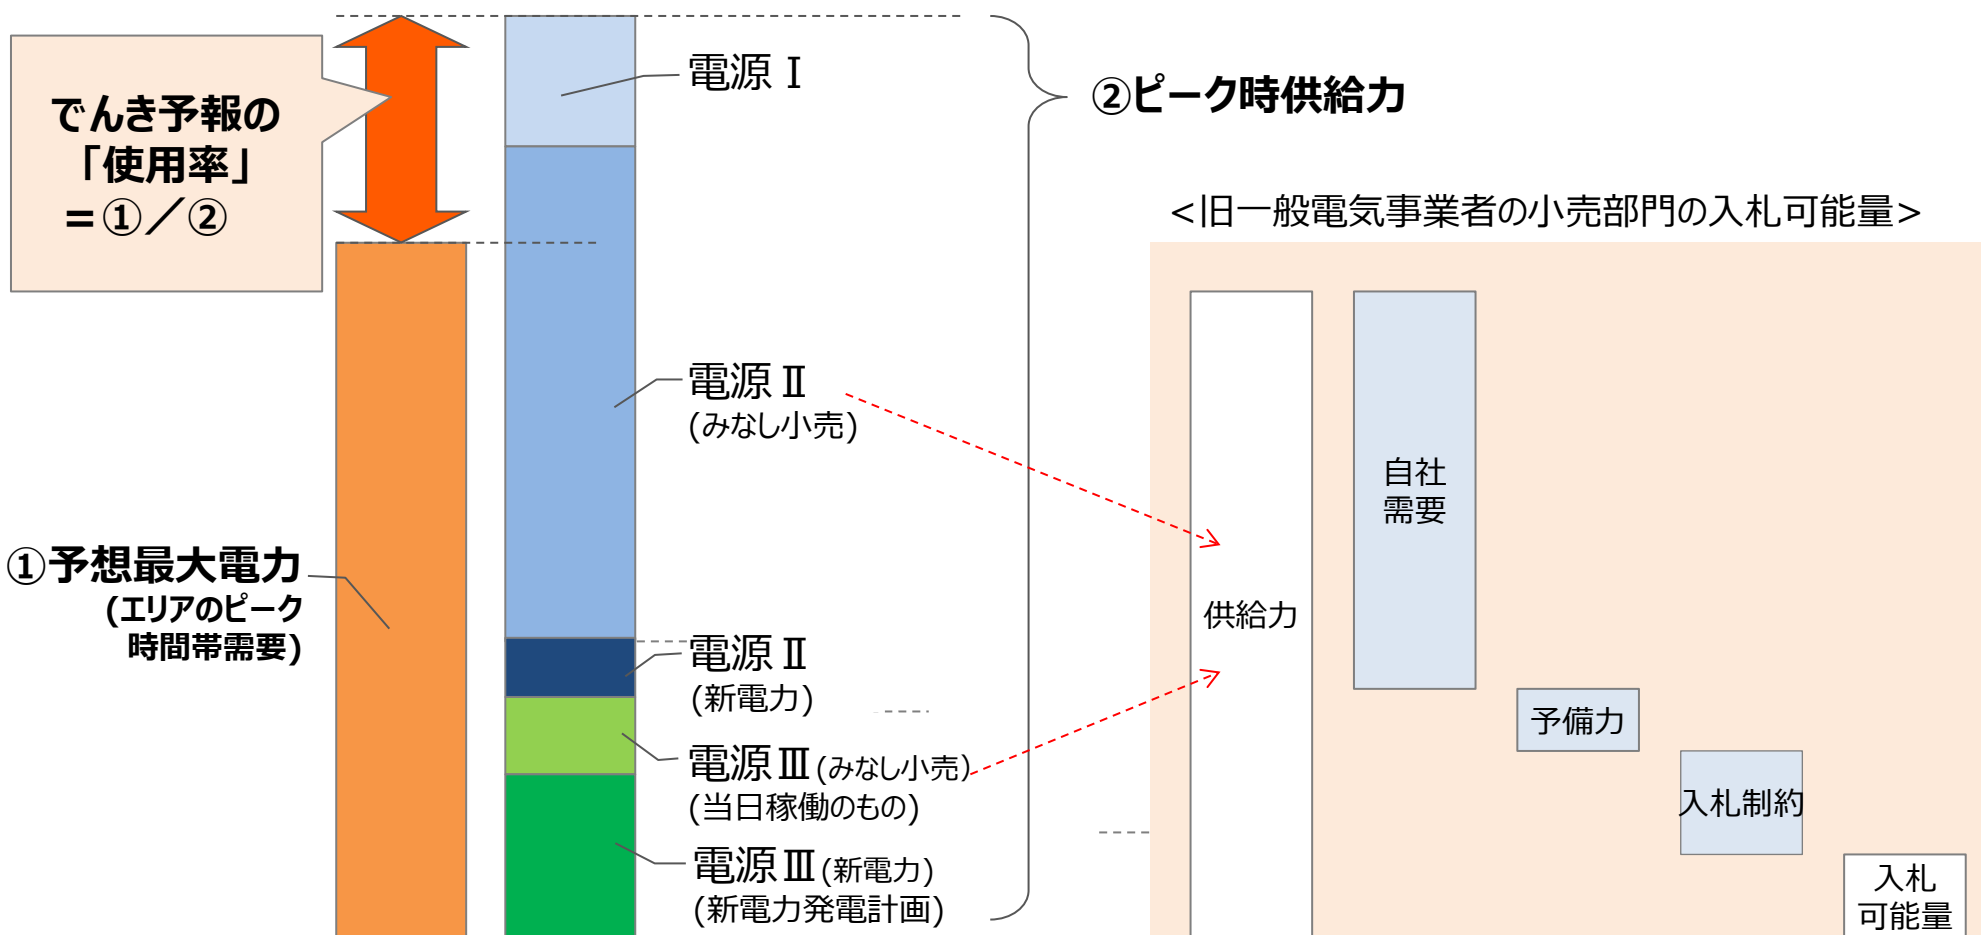 でんき予報の
「使用率」
＝①／②
①予想最大電力
(エリアのピーク
時間帯需要)
電源Ⅰ
電源Ⅱ
(みなし小売)
電源Ⅱ
(新電力)
電源Ⅲ(みなし小売)
(当日稼働のもの)
電源Ⅲ(新電力)
(新電力発電計画)
②ピーク時供給力
<旧一般電気事業者の小売部門の入札可能量>
供給力
自社
需要
予備力
入札制約
入札
可能量